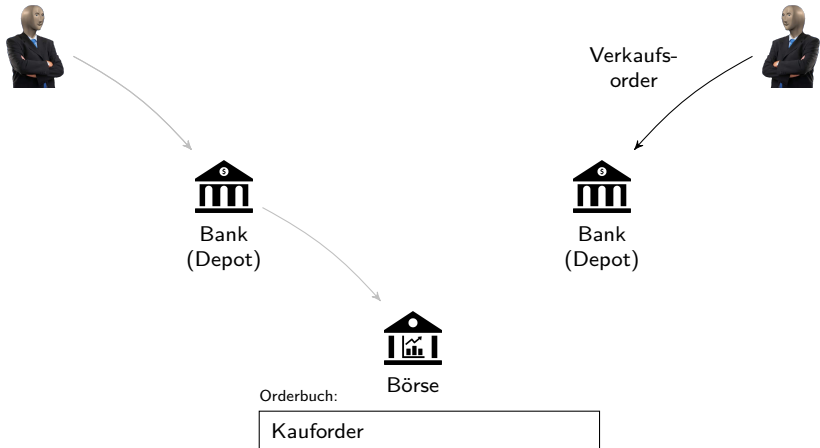 Verkaufs-
order
Bank
(Depot)
Bank
(Depot)
Börse
Orderbuch:
Kauforder